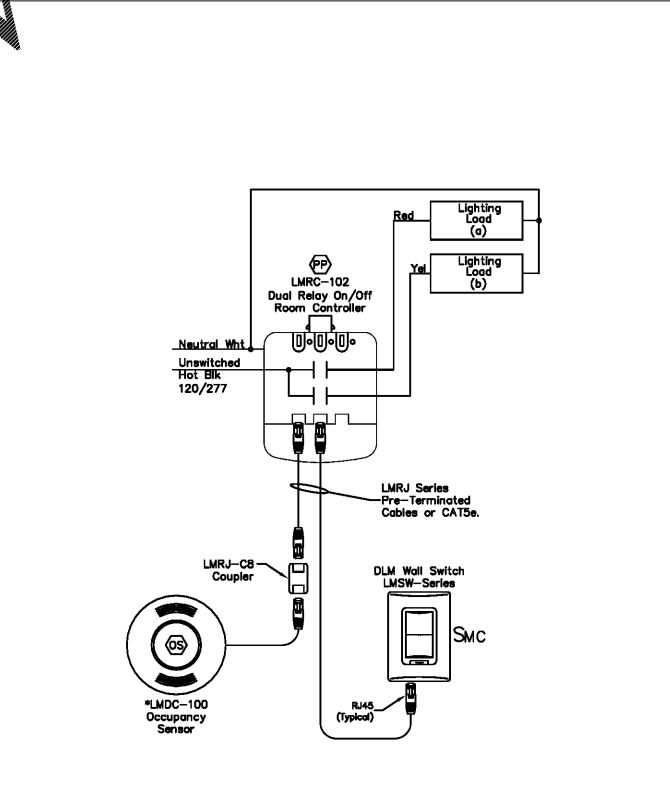 Lighting
Load
(a)
Red
Lighting
Load
(b)
Yel
PP
LMRC-102
Dual Relay On/Off
Room Controller
Neutral Wht
Unswitched
Hot Blk
120/277
LMRJ Series
Pre-Terminated
Cables or CAT5e.
LMRJ-C8
Coupler
DLM Wall Switch
LMSW-Series
SMC
OS
*LMDC-100
Occupancy
Sensor
RJ45
(Typical)